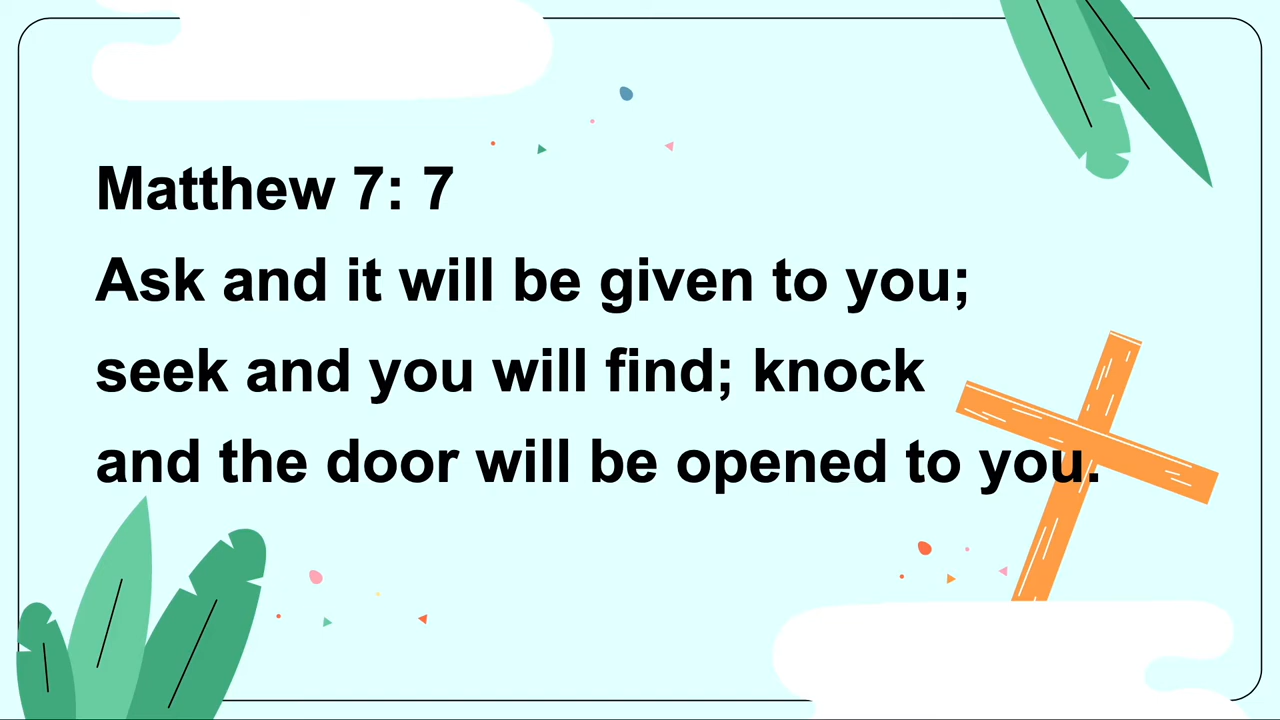 Matthew 7: 7
Ask and it will be given to you;
seek and you will find; knock
and the door will be opened to you.